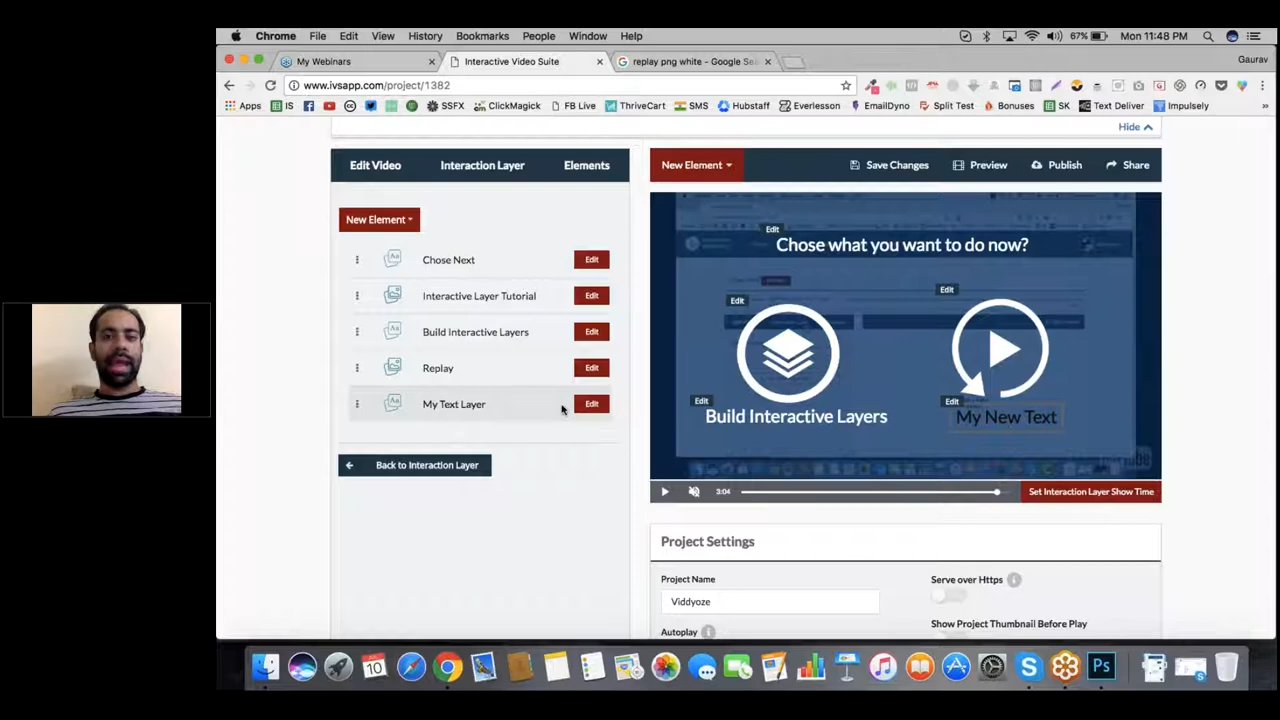 Chrome File Edit View History Bookmarks People Window Help 67% Mon 11:48 PM
My Webinars Interactive Video Suite replay png white - Google Se Gaurav
www.ivsapp.com/project/1382
Apps IS SSFX ClickMagick FB Live ThriveCart SMS Hubstaff Everlesson EmailDyno Split Test Bonuses SK Text Deliver Impulsely »
Hide
Edit Video Interaction Layer Elements
New Element Save Changes Preview Publish Share
New Element
Chose Next Edit
Interactive Layer Tutorial Edit
Build Interactive Layers Edit
Replay Edit
My Text Layer Edit
Back to Interaction Layer
Edit
Chose what you want to do now?
Edit Edit
Edit Edit
Build Interactive Layers My New Text
3:04 Set Interaction Layer Show Time
Project Settings
Project Name Serve over Https
Viddyoze
Show Project Thumbnail Before Play
Autoplay
10
Ps